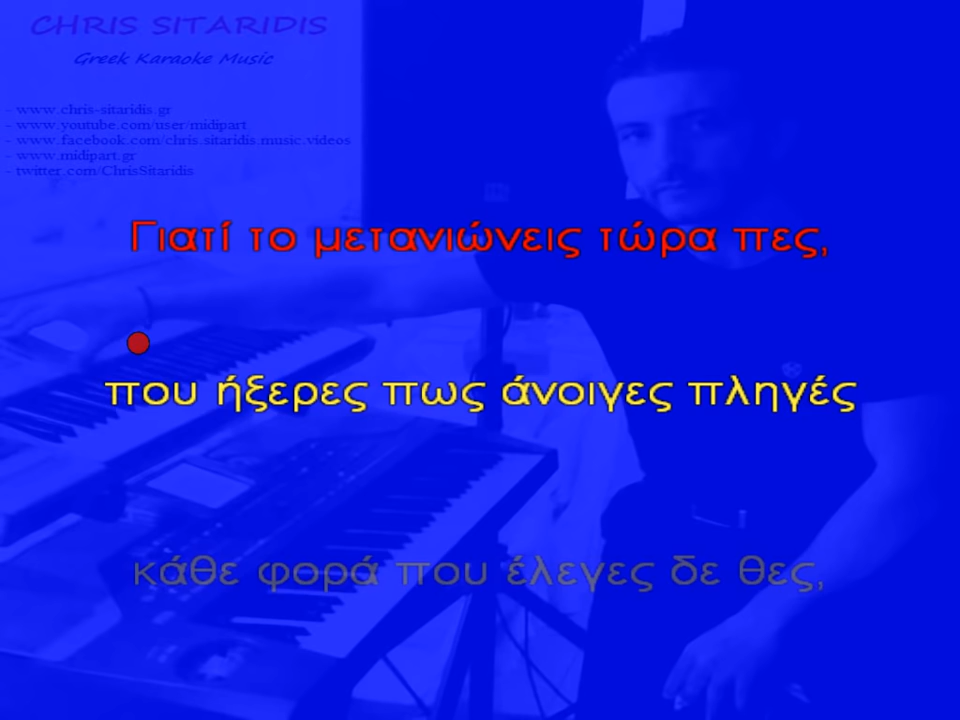 CHRIS SITARIDIS
Greek Karaoke Music
- www.chris-sitaridis.gr
- www.youtube.com/user/midipart
- www.facebook.com/chris.sitaridis.music.videos
- www.midipart.gr
- twitter.com/ChrisSitaridis
Γιατί το μετανιώνεις τώρα πες,
που ήξερες πως άνοιγες πληγές
κάθε φορά που έλεγες δε θες,